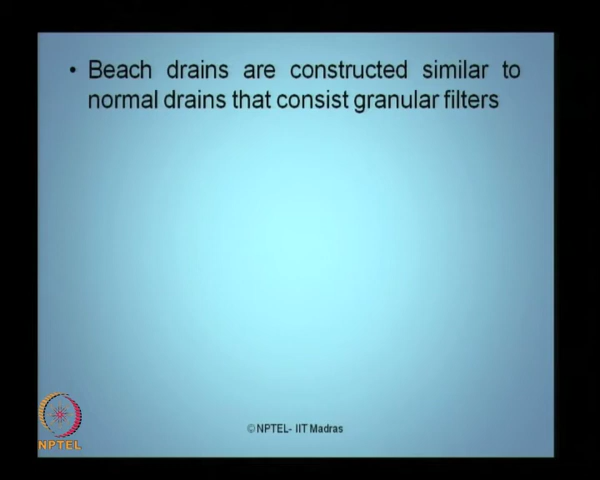 • Beach drains are constructed similar to
normal drains that consist granular filters
NPTEL
© NPTEL- IIT Madras